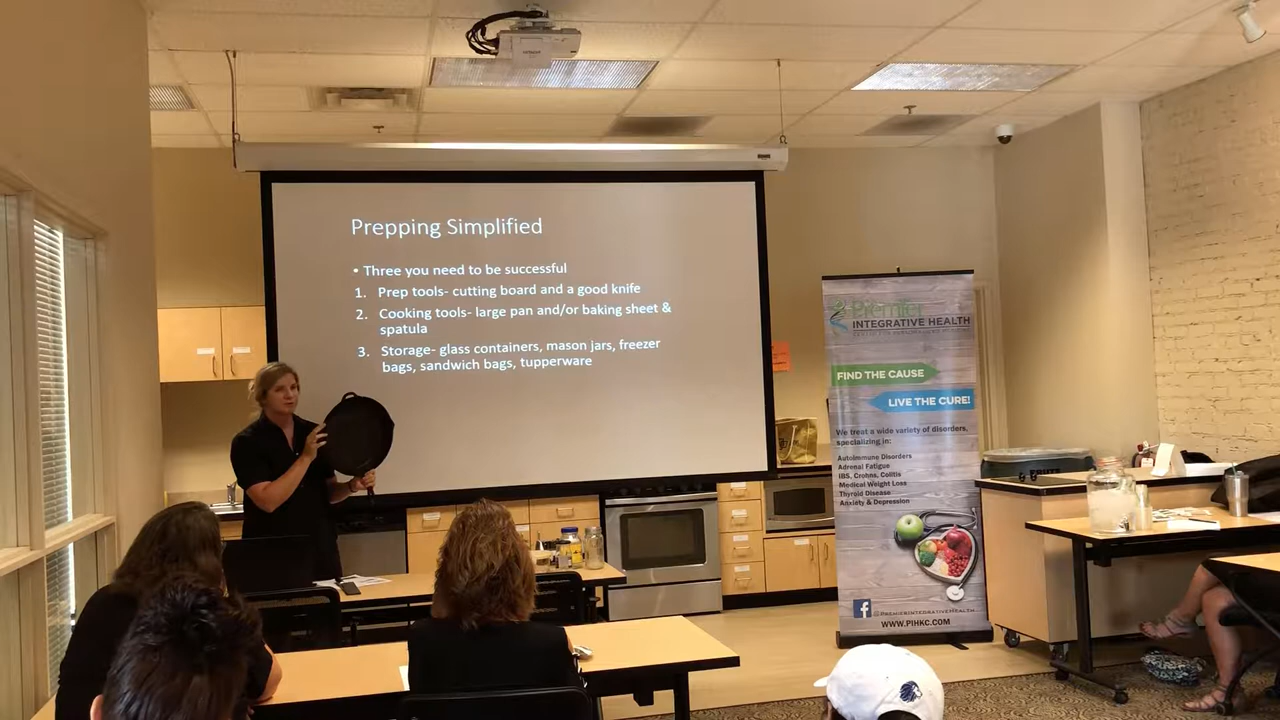 Prepping Simplified
• Three you need to be successful
1. Prep tools- cutting board and a good knife
2. Cooking tools- large pan and/or baking sheet &
spatula
3. Storage- glass containers, mason jars, freezer
bags, sandwich bags, tupperware
Premier
INTEGRATIVE HEALTH
FIND THE CAUSE
LIVE THE CURE!
We treat a wide variety of disorders,
specializing in:
Autoimmune Disorders
Adrenal Fatigue
IBS, Crohns, Colitis
Medical Weight Loss
Thyroid Disease
Anxiety & Depression
f @PREMIERINTEGRATIVEHEALTH
WWW.PIHKC.COM